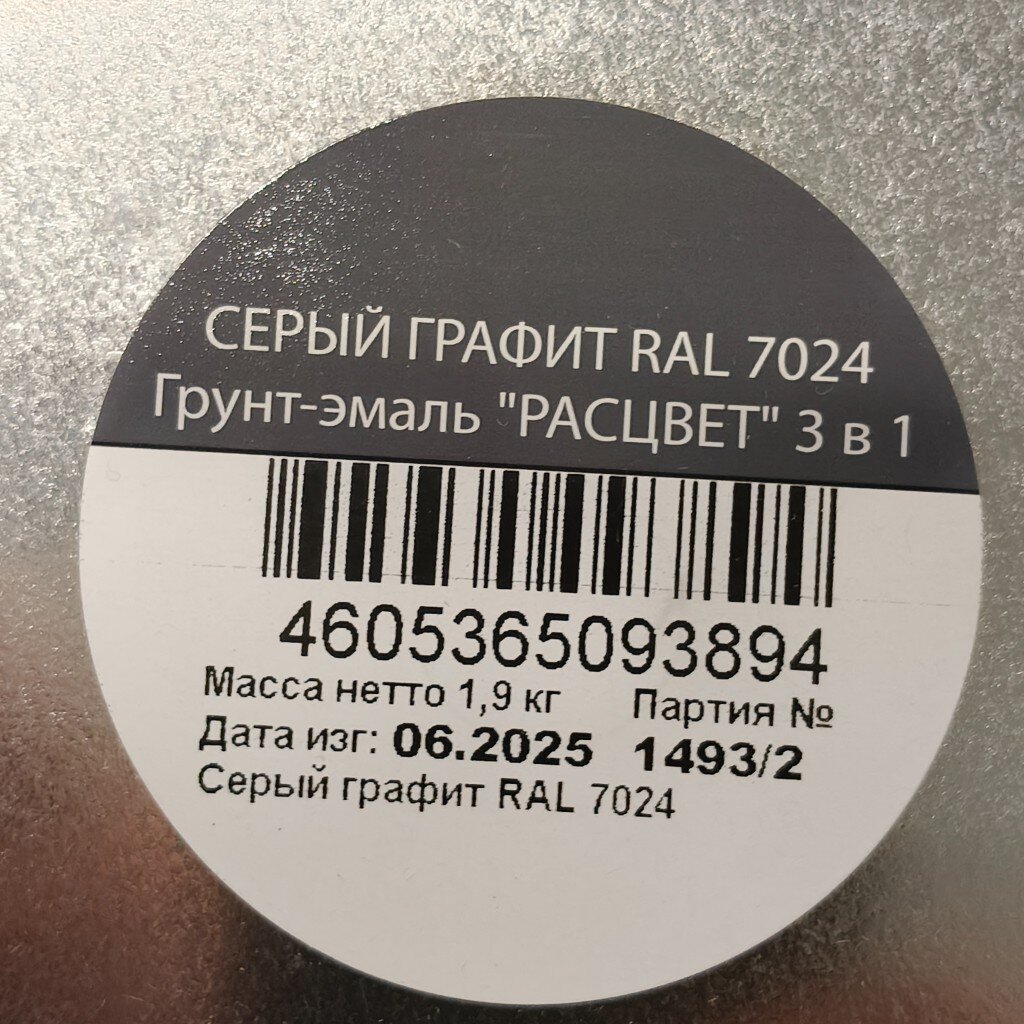 СЕРЫЙ ГРАФИТ RAL 7024
Грунт-эмаль "РАСЦВЕТ" 3 в 1
4605365093894
Масса нетто 1,9 кг Партия №
Дата изг: 06.2025 1493/2
Серый графит RAL 7024